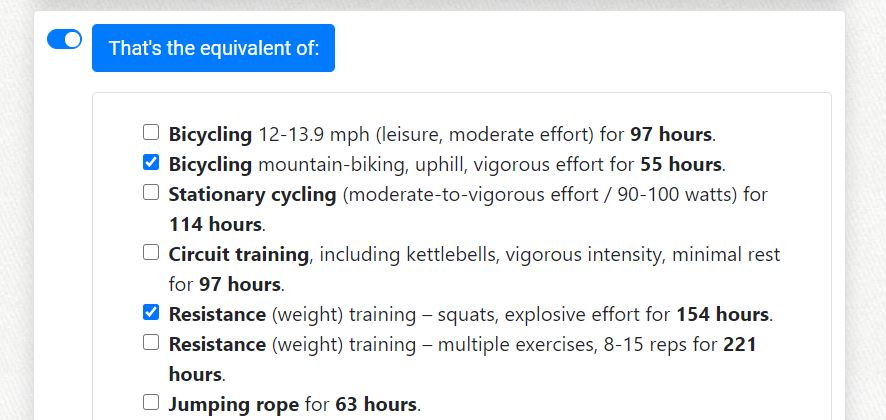 That's the equivalent of:
Bicycling 12-13.9 mph (leisure, moderate effort) for 97 hours.
Bicycling mountain-biking, uphill, vigorous effort for 55 hours.
Stationary cycling (moderate-to-vigorous effort / 90-100 watts) for
114 hours.
Circuit training, including kettlebells, vigorous intensity, minimal rest
for 97 hours.
Resistance (weight) training – squats, explosive effort for 154 hours.
Resistance (weight) training – multiple exercises, 8-15 reps for 221
hours.
Jumping rope for 63 hours.